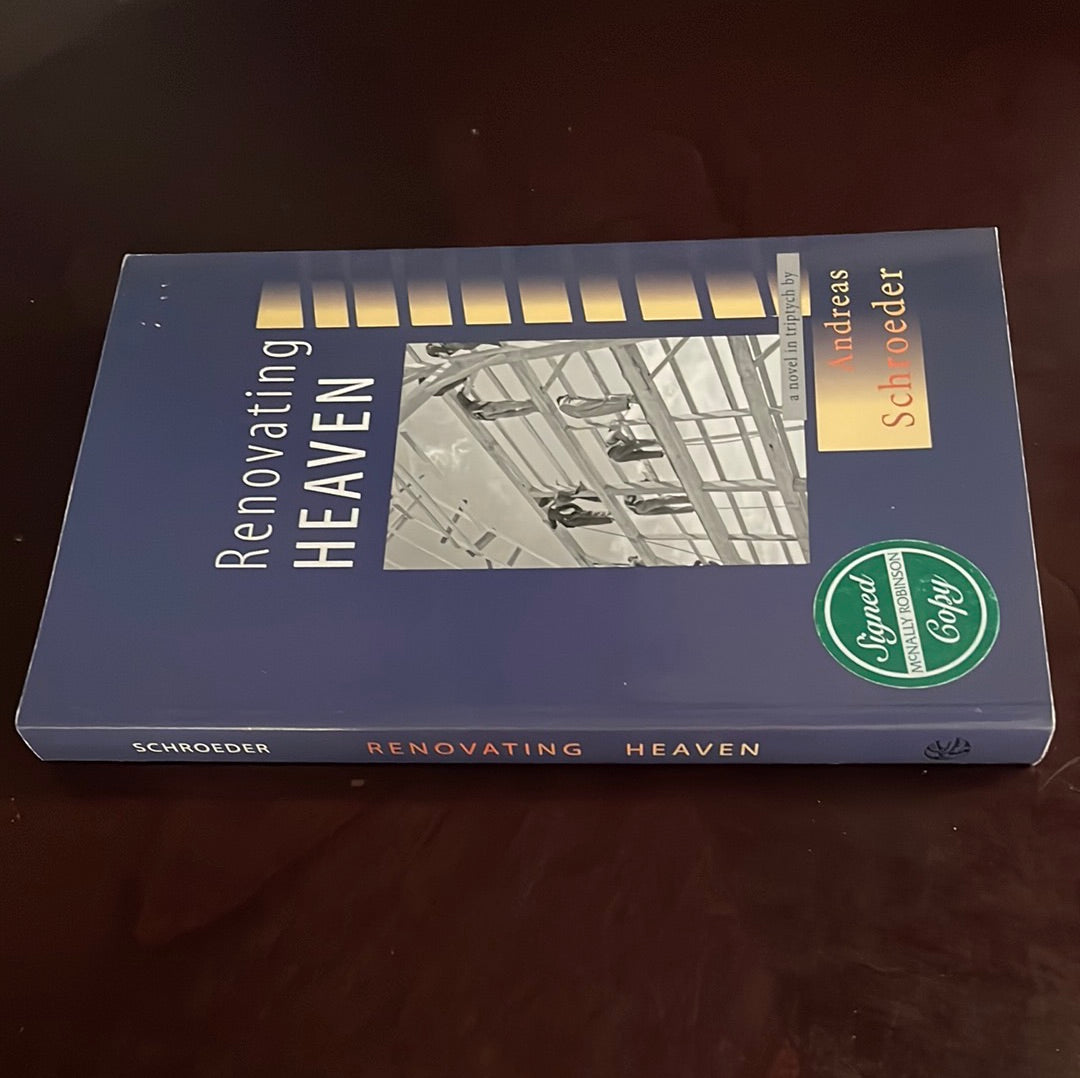 Renovating
HEAVEN
a novel in triptych by
Andreas
Schroeder
Signed
McNALLY ROBINSON
Copy
SCHROEDER RENOVATING HEAVEN